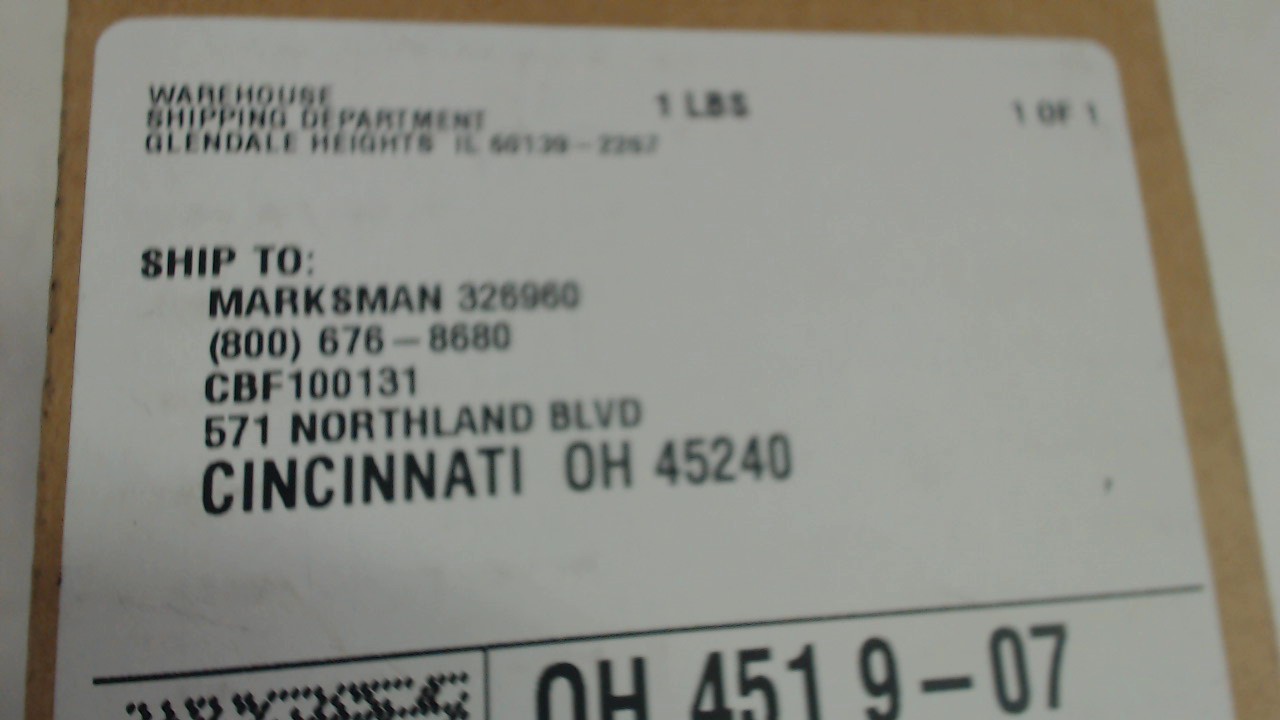 WAREHOUSE
SHIPPING DEPARTMENT
GLENDALE HEIGHTS IL 60139-2267
1 LBS
1 OF 1
SHIP TO:
MARKSMAN 326960
(800) 676-8680
CBF100131
571 NORTHLAND BLVD
CINCINNATI OH 45240
OH 451 9-07